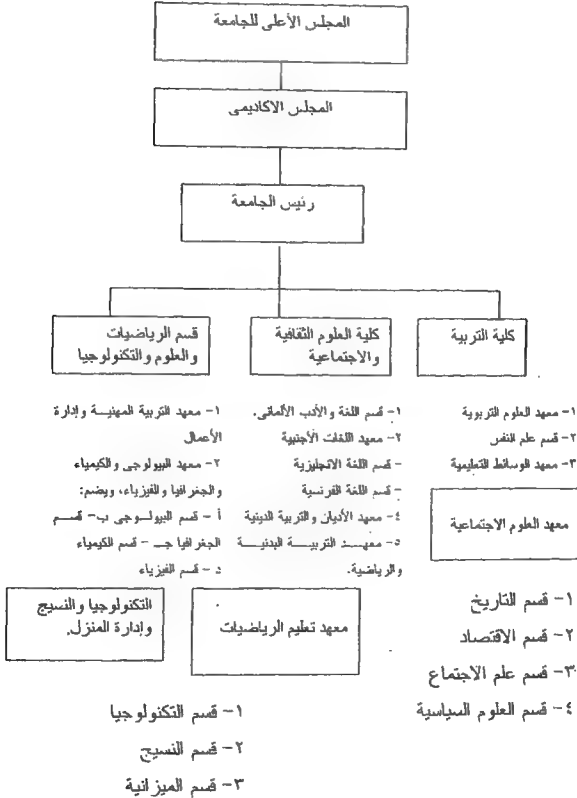 المجلس الأعلى للجامعة
المجلس الاكاديمى
رئيس الجامعة
كلية التربية
كلية العلوم الثقافية
والاجتماعية
قسم الرياضيات
والعلوم والتكنولوجيا
١- معهد العلوم التربوية
٢- قسم علم النفس
٣- معهد الوسائط التعليمية
معهد العلوم الاجتماعية
١- قسم التاريخ
٢- قسم الاقتصاد
٣- قسم علم الاجتماع
٤- قسم العلوم السياسية
١- قسم اللغة والأدب الألمانى.
٢- معهد اللغات الأجنبية
- قسم اللغة الانجليزية
- قسم اللغة الفرنسية
٤- معهد الأديان والتربية الدينية
٥- معهد التربية البدنية
والرياضية.
١- معهد التربية المهنية وإدارة
الأعمال
٢- معهد البيولوجى والكيمياء
والجغرافيا والفيزياء، ويضم:
أ - قسم البيولوجى ب- قسم
الجغرافيا جـ - قسم الكيمياء
د - قسم الفيزياء
معهد تعليم الرياضيات
التكنولوجيا والنسيج
وإدارة المنزل.
١- قسم التكنولوجيا
٢- قسم النسيج
٣- قسم الميزانية